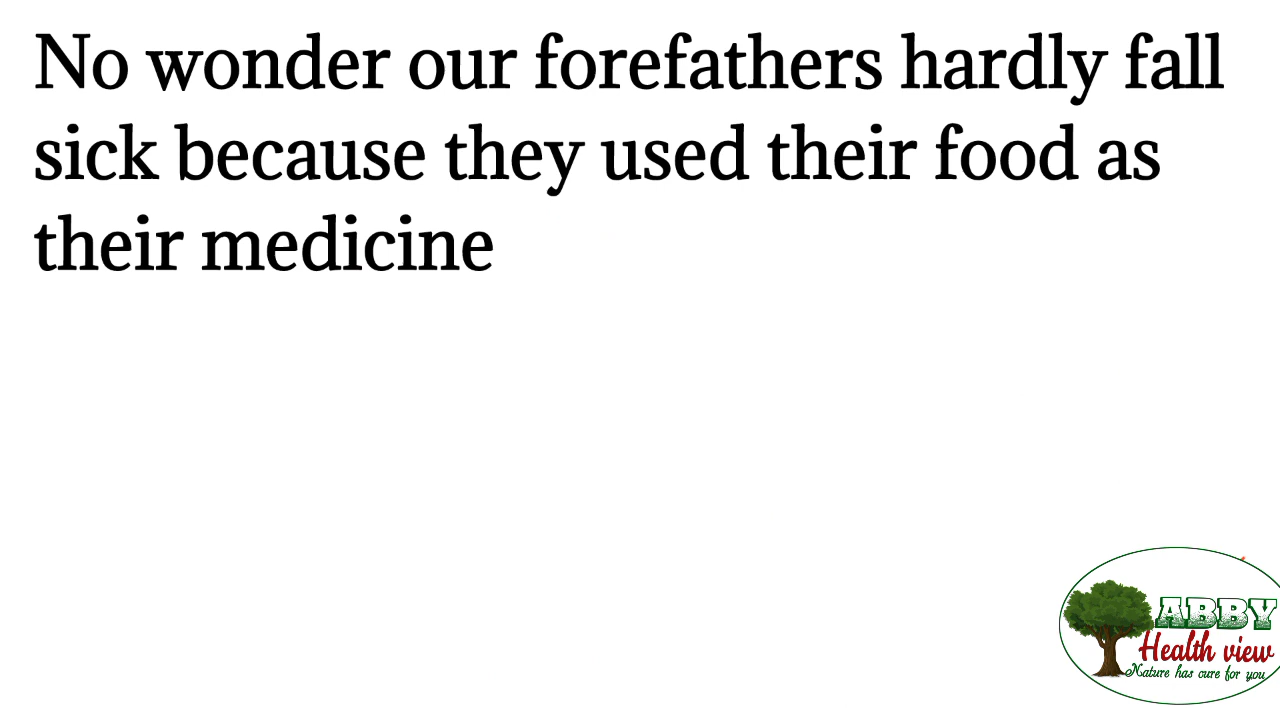 No wonder our forefathers hardly fall
sick because they used their food as
their medicine
ABBY
Health view
Nature has cure for you